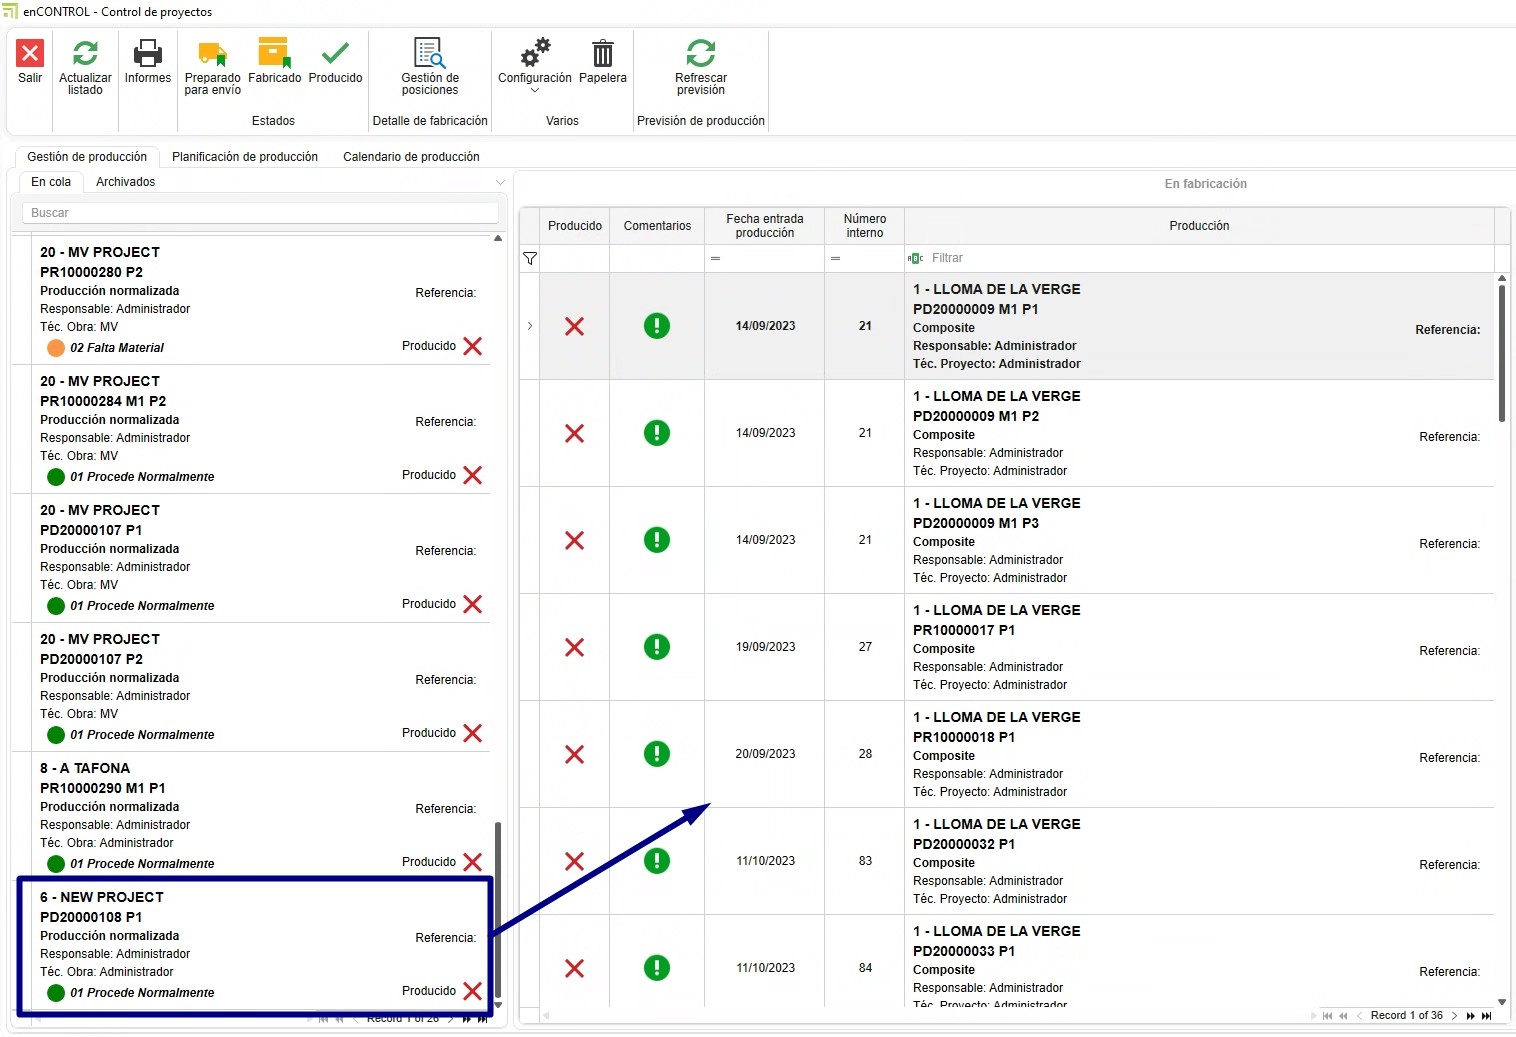 enCONTROL - Control de proyectos
Salir
Actualizar listado
Informes
Preparado para envío
Fabricado
Producido
Estados
Gestión de posiciones
Detalle de fabricación
Configuración
Papelera
Varios
Refrescar previsión
Previsión de producción
Gestión de producción
Planificación de producción
Calendario de producción
En cola
Archivados
Buscar
20 - MV PROJECT
PR10000280 P2
Producción normalizada
Referencia:
Responsable: Administrador
Téc. Obra: MV
02 Falta Material
Producido
20 - MV PROJECT
PR10000284 M1 P2
Producción normalizada
Referencia:
Responsable: Administrador
Téc. Obra: MV
01 Procede Normalmente
Producido
20 - MV PROJECT
PD20000107 P1
Producción normalizada
Referencia:
Responsable: Administrador
Téc. Obra: MV
01 Procede Normalmente
Producido
20 - MV PROJECT
PD20000107 P2
Producción normalizada
Referencia:
Responsable: Administrador
Téc. Obra: MV
01 Procede Normalmente
Producido
8 - A TAFONA
PR10000290 M1 P1
Producción normalizada
Referencia:
Responsable: Administrador
Téc. Obra: Administrador
01 Procede Normalmente
Producido
6 - NEW PROJECT
PD20000108 P1
Producción normalizada
Referencia:
Responsable: Administrador
Téc. Obra: Administrador
01 Procede Normalmente
Producido
Record 1 of 26
En fabricación
Producido
Comentarios
Fecha entrada producción
Número interno
Producción
= = ABC Filtrar
14/09/2023 21
1 - LLOMA DE LA VERGE
PD20000009 M1 P1
Composite
Referencia:
Responsable: Administrador
Téc. Proyecto: Administrador
14/09/2023 21
1 - LLOMA DE LA VERGE
PD20000009 M1 P2
Composite
Referencia:
Responsable: Administrador
Téc. Proyecto: Administrador
14/09/2023 21
1 - LLOMA DE LA VERGE
PD20000009 M1 P3
Composite
Referencia:
Responsable: Administrador
Téc. Proyecto: Administrador
19/09/2023 27
1 - LLOMA DE LA VERGE
PR10000017 P1
Composite
Referencia:
Responsable: Administrador
Téc. Proyecto: Administrador
20/09/2023 28
1 - LLOMA DE LA VERGE
PR10000018 P1
Composite
Referencia:
Responsable: Administrador
Téc. Proyecto: Administrador
11/10/2023 83
1 - LLOMA DE LA VERGE
PD20000032 P1
Composite
Referencia:
Responsable: Administrador
Téc. Proyecto: Administrador
11/10/2023 84
1 - LLOMA DE LA VERGE
PD20000033 P1
Composite
Referencia:
Responsable: Administrador
Téc. Proyecto: Administrador
Record 1 of 36